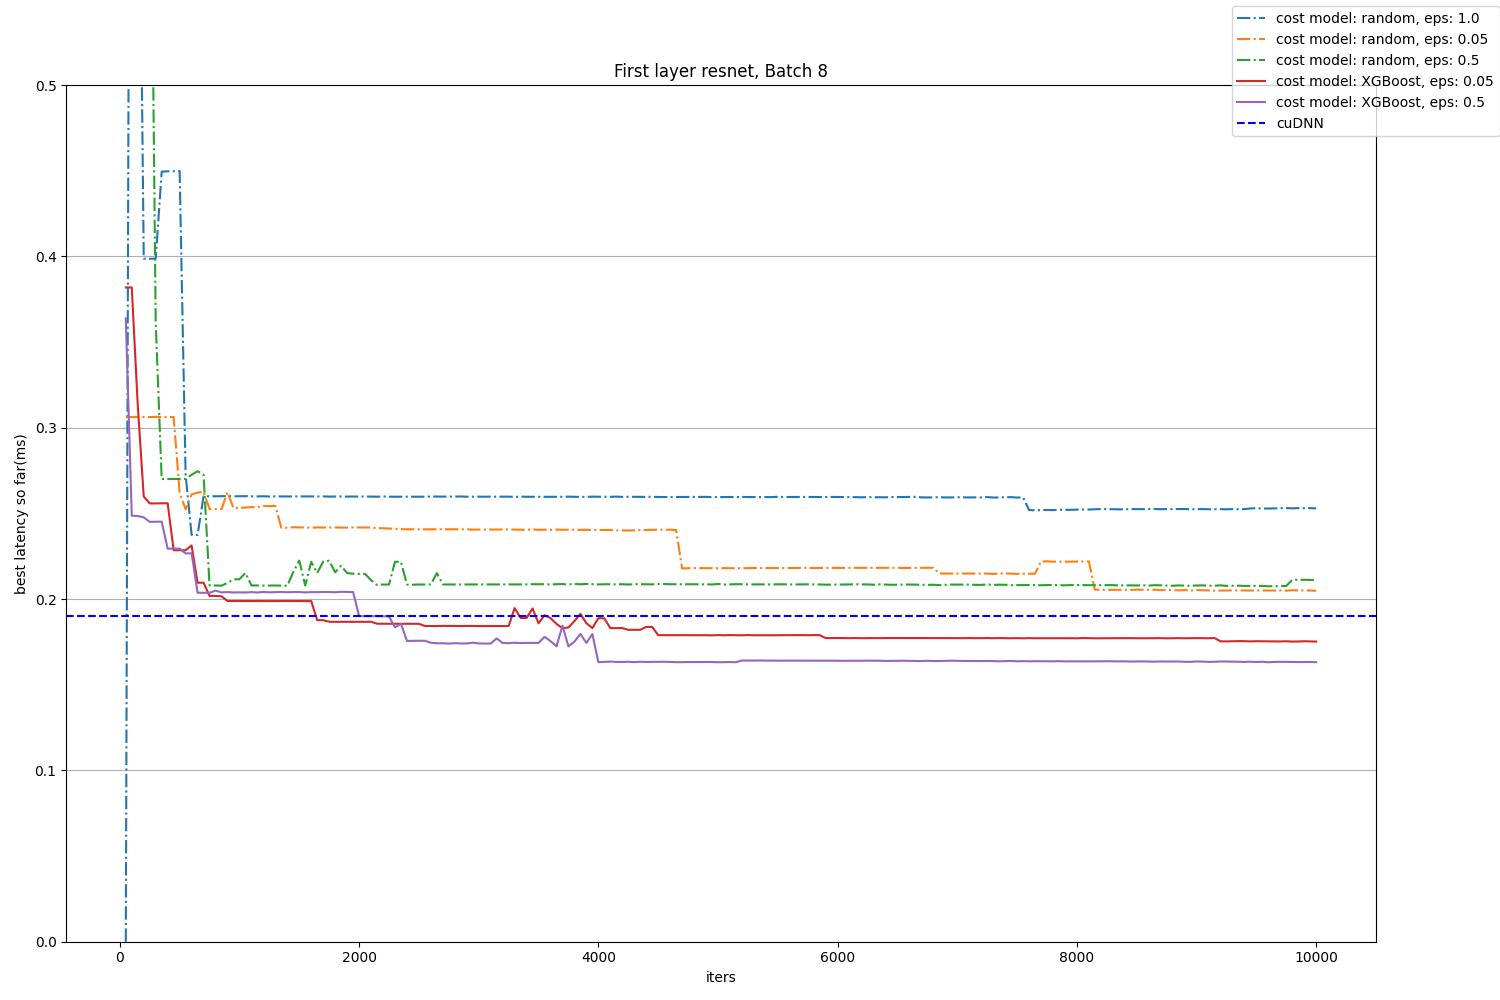 cost model: random, eps: 1.0
cost model: random, eps: 0.05
cost model: random, eps: 0.5
cost model: XGBoost, eps: 0.05
cost model: XGBoost, eps: 0.5
cuDNN
First layer resnet, Batch 8
best latency so far(ms)
0.5
0.4
0.3
0.2
0.1
0.0
0 2000 4000 6000 8000 10000
iters